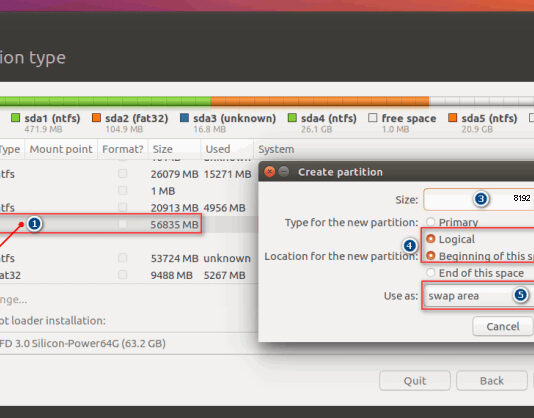 ion type
sda1 (ntfs) sda2 (fat32) sda3 (unknown) sda4 (ntfs) free space sda5 (ntfs)
471.9 MB 104.9 MB 16.8 MB 26.1 GB 1.0 MB 20.9 GB
Type Mount point Format? Size Used System
tfs 26079 MB 15271 MB
1 MB
tfs 20913 MB 4956 MB
1 56835 MB
tfs 53724 MB unknown
at32 9488 MB 5267 MB
nge...
ot loader installation:
FD 3.0 Silicon-Power64G (63.2 GB)
Quit Back
Create partition
Size: 3 8192
Type for the new partition: Primary
4 Logical
Location for the new partition: Beginning of this sp
End of this space
Use as: swap area 5
Cancel